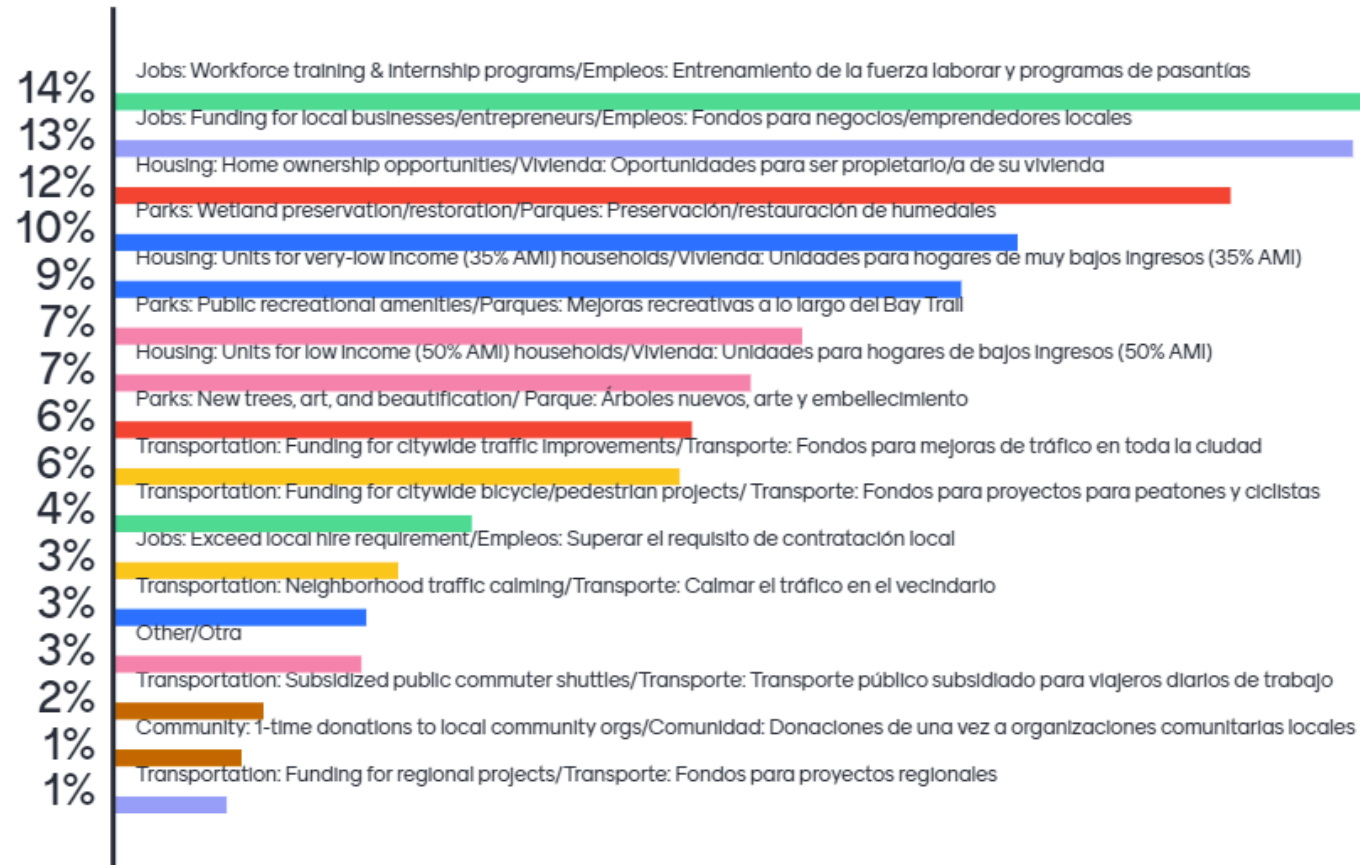 Jobs: Workforce training & internship programs/Empleos: Entrenamiento de la fuerza laborar y programas de pasantías
14%
Jobs: Funding for local businesses/entrepreneurs/Empleos: Fondos para negocios/emprendedores locales
13%
Housing: Home ownership opportunities/Vivienda: Oportunidades para ser propietario/a de su vivienda
12%
Parks: Wetland preservation/restoration/Parques: Preservación/restauración de humedales
10%
Housing: Units for very-low income (35% AMI) households/Vivienda: Unidades para hogares de muy bajos ingresos (35% AMI)
9%
Parks: Public recreational amenities/Parques: Mejoras recreativas a lo largo del Bay Trail
7%
Housing: Units for low income (50% AMI) households/Vivienda: Unidades para hogares de bajos ingresos (50% AMI)
7%
Parks: New trees, art, and beautification/ Parque: Árboles nuevos, arte y embellecimiento
6%
Transportation: Funding for citywide traffic improvements/Transporte: Fondos para mejoras de tráfico en toda la ciudad
6%
Transportation: Funding for citywide bicycle/pedestrian projects/ Transporte: Fondos para proyectos para peatones y ciclistas
4%
Jobs: Exceed local hire requirement/Empleos: Superar el requisito de contratación local
3%
Transportation: Neighborhood traffic calming/Transporte: Calmar el tráfico en el vecindario
3%
Other/Otra
3%
Transportation: Subsidized public commuter shuttles/Transporte: Transporte público subsidiado para viajeros diarios de trabajo
2%
Community: 1-time donations to local community orgs/Comunidad: Donaciones de una vez a organizaciones comunitarias locales
1%
Transportation: Funding for regional projects/Transporte: Fondos para proyectos regionales
1%